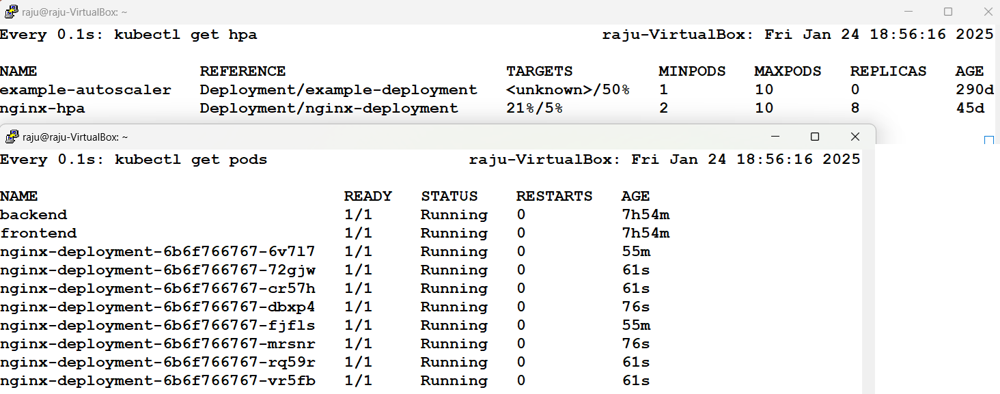 raju@raju-VirtualBox: ~
Every 0.1s: kubectl get hpa raju-VirtualBox: Fri Jan 24 18:56:16 2025
NAME REFERENCE TARGETS MINPODS MAXPODS REPLICAS AGE
example-autoscaler Deployment/example-deployment <unknown>/50% 1 10 0 290d
nginx-hpa Deployment/nginx-deployment 21%/5% 2 10 8 45d
raju@raju-VirtualBox: ~
Every 0.1s: kubectl get pods raju-VirtualBox: Fri Jan 24 18:56:16 2025
NAME READY STATUS RESTARTS AGE
backend 1/1 Running 0 7h54m
frontend 1/1 Running 0 7h54m
nginx-deployment-6b6f766767-6v7l7 1/1 Running 0 55m
nginx-deployment-6b6f766767-72gjw 1/1 Running 0 61s
nginx-deployment-6b6f766767-cr57h 1/1 Running 0 61s
nginx-deployment-6b6f766767-dbxp4 1/1 Running 0 76s
nginx-deployment-6b6f766767-fjfls 1/1 Running 0 55m
nginx-deployment-6b6f766767-mrsnr 1/1 Running 0 76s
nginx-deployment-6b6f766767-rq59r 1/1 Running 0 61s
nginx-deployment-6b6f766767-vr5fb 1/1 Running 0 61s